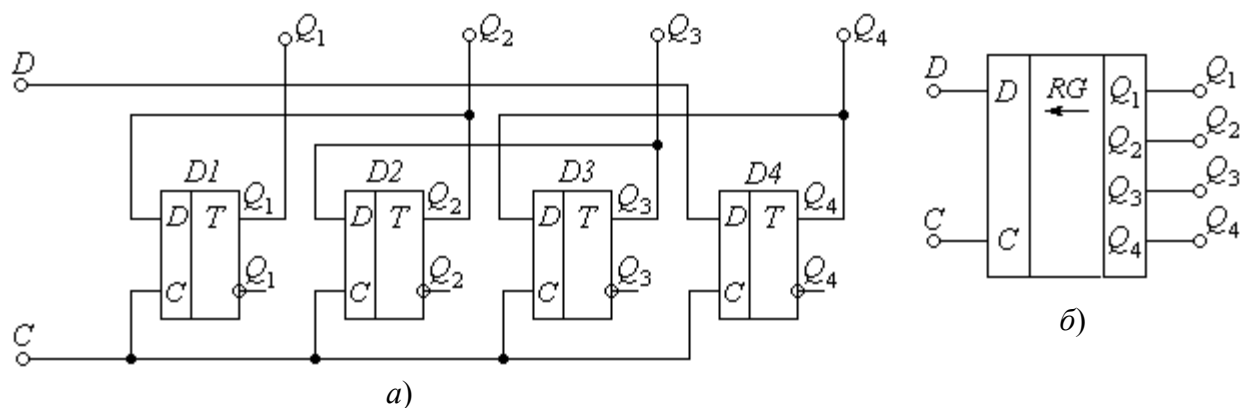 Q1 Q2 Q3 Q4
D
D1 D2 D3 D4
D T Q1 D T Q2 D T Q3 D T Q4
C Q1 C Q2 C Q3 C Q4
C
а)
D D RG Q1 Q1
Q2 Q2
Q3 Q3
C C Q4 Q4
б)